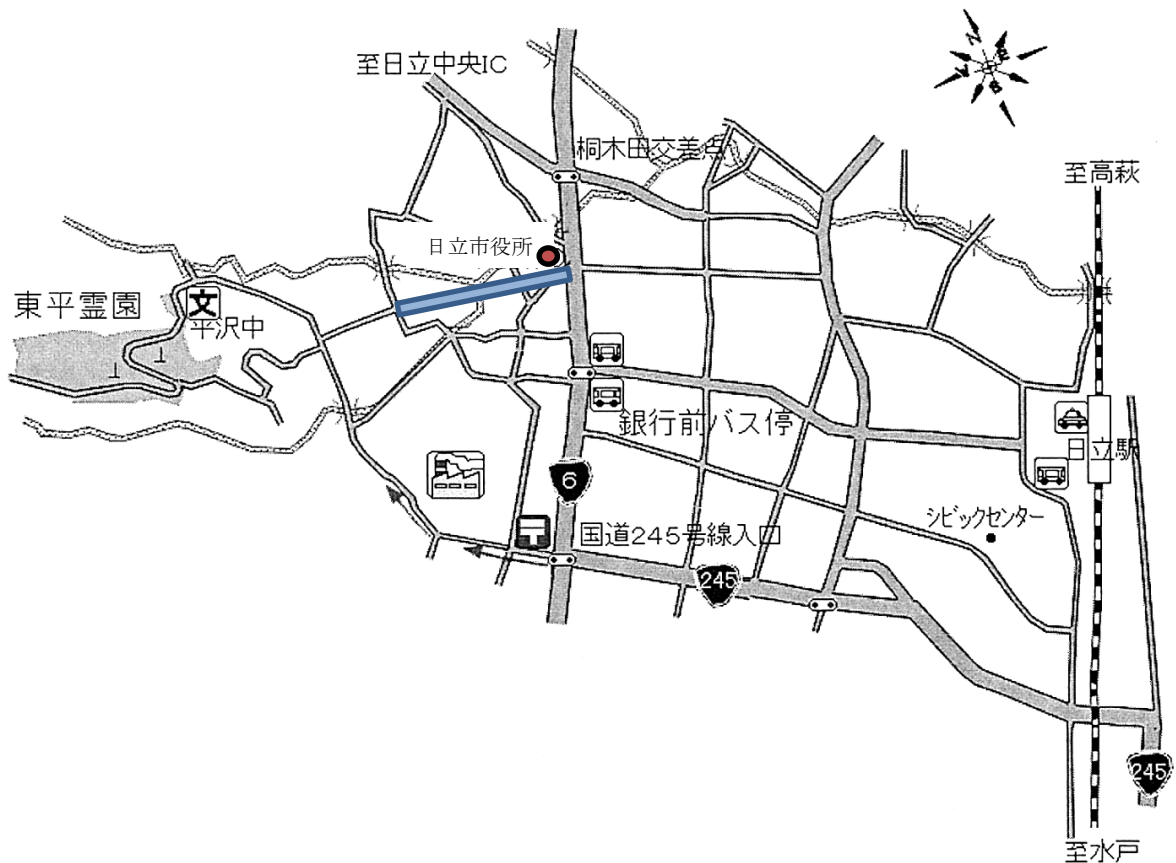 至日立中央IC
桐木田交差点
至高萩
日立市役所
東平霊園
文
平沢中
銀行前バス停
日立駅
6
シビックセンター
国道245号線入口
245
245
至水戸